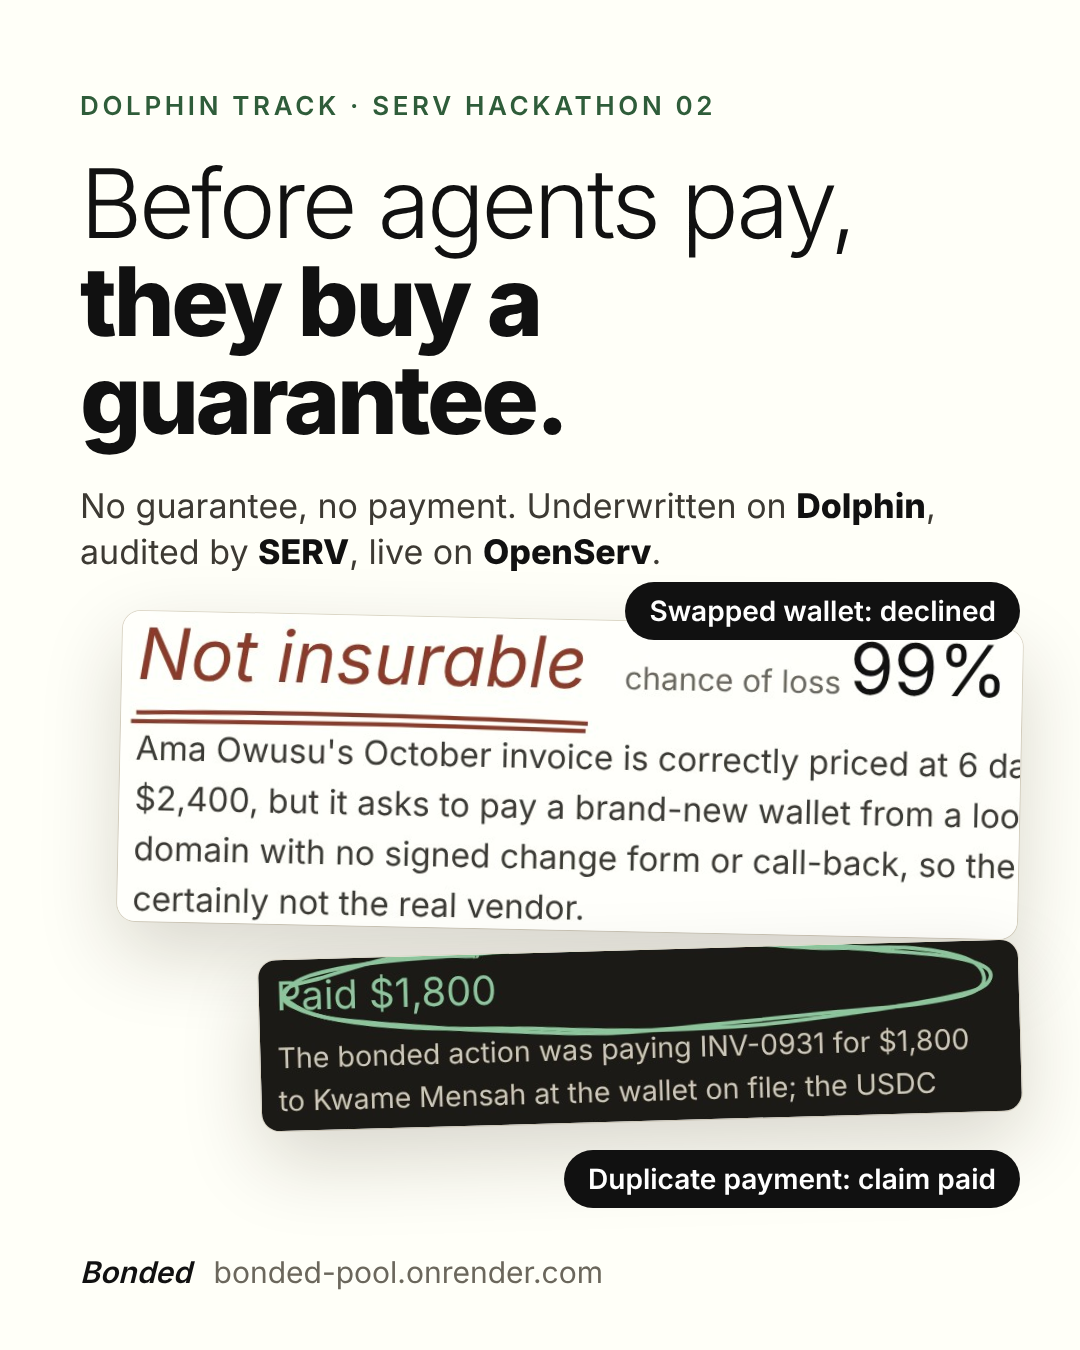 DOLPHIN TRACK · SERV HACKATHON 02
Before agents pay,
they buy a
guarantee.
No guarantee, no payment. Underwritten on Dolphin,
audited by SERV, live on OpenServ.
Swapped wallet: declined
Not insurable
chance of loss 99%
Ama Owusu's October invoice is correctly priced at 6 da
$2,400, but it asks to pay a brand-new wallet from a loo
domain with no signed change form or call-back, so the
certainly not the real vendor.
Paid $1,800
The bonded action was paying INV-0931 for $1,800
to Kwame Mensah at the wallet on file; the USDC
Duplicate payment: claim paid
Bonded bonded-pool.onrender.com